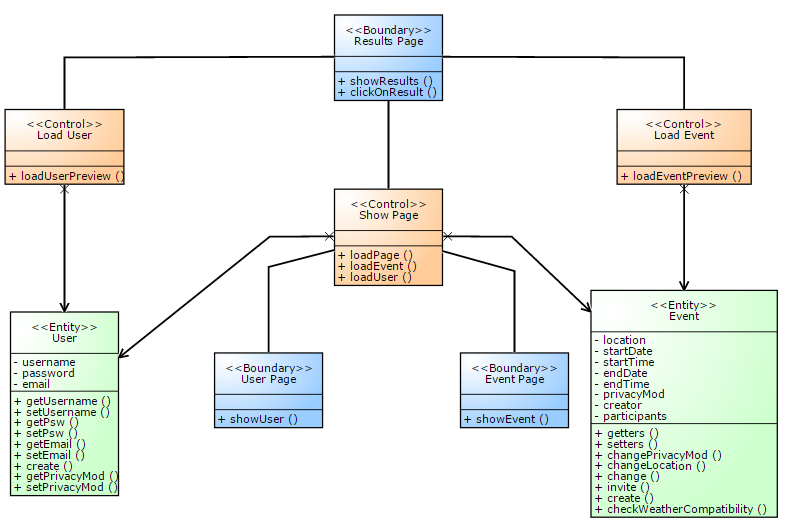 <<Boundary>>
Results Page
+ showResults ()
+ clickOnResult ()
<<Control>>
Load User
+ loadUserPreview ()
<<Control>>
Load Event
+ loadEventPreview ()
<<Control>>
Show Page
+ loadPage ()
+ loadEvent ()
+ loadUser ()
<<Entity>>
User
- username
- password
- email
+ getUsername ()
+ setUsername ()
+ getPsw ()
+ setPsw ()
+ getEmail ()
+ setEmail ()
+ create ()
+ getPrivacyMod ()
+ setPrivacyMod ()
<<Boundary>>
User Page
+ showUser ()
<<Boundary>>
Event Page
+ showEvent ()
<<Entity>>
Event
- location
- startDate
- startTime
- endDate
- endTime
- privacyMod
- creator
- participants
+ getters ()
+ setters ()
+ changePrivacyMod ()
+ changeLocation ()
+ change ()
+ invite ()
+ create ()
+ checkWeatherCompatibility ()